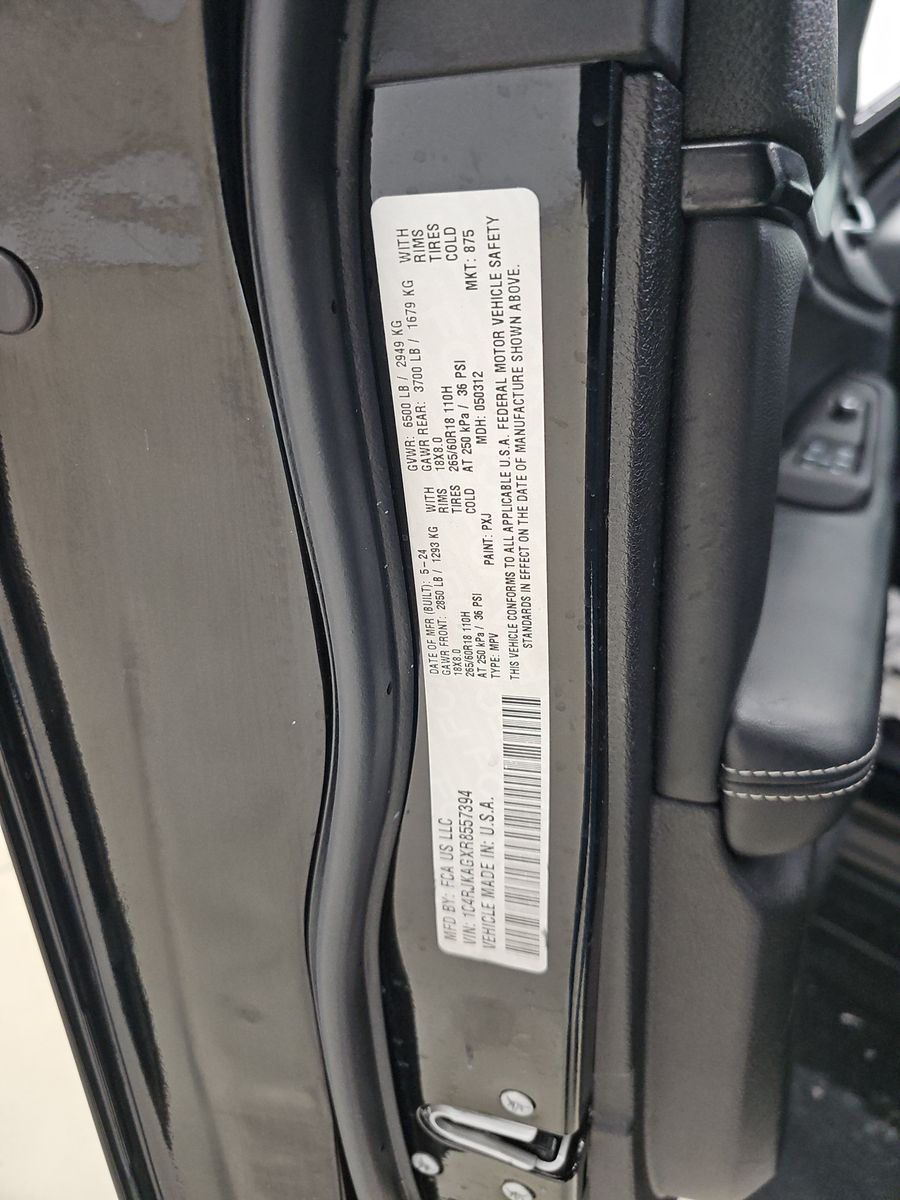 MFD BY: FCA US LLC
VIN: 1C4RJKAGXR8557394
VEHICLE MADE IN: U.S.A.
DATE OF MFR (BUILT): 5-24
GAWR FRONT: 2850 LB / 1293 KG WITH
18X8.0 RIMS
265/60R18 110H TIRES
AT 250 kPa / 36 PSI COLD
TYPE: MPV
PAINT: PXJ
GVWR: 6500 LB / 2949 KG
GAWR REAR: 3700 LB / 1679 KG WITH
18X8.0 RIMS
265/60R18 110H TIRES
AT 250 kPa / 36 PSI COLD
MDH: 050312 MKT: 875
THIS VEHICLE CONFORMS TO ALL APPLICABLE U.S.A. FEDERAL MOTOR VEHICLE SAFETY
STANDARDS IN EFFECT ON THE DATE OF MANUFACTURE SHOWN ABOVE.